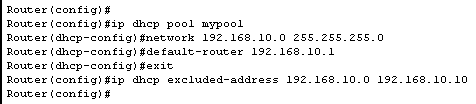 Router(config)#
Router(config)#ip dhcp pool mypool
Router(dhcp-config)#network 192.168.10.0 255.255.255.0
Router(dhcp-config)#default-router 192.168.10.1
Router(dhcp-config)#exit
Router(config)#ip dhcp excluded-address 192.168.10.0 192.168.10.10
Router(config)#